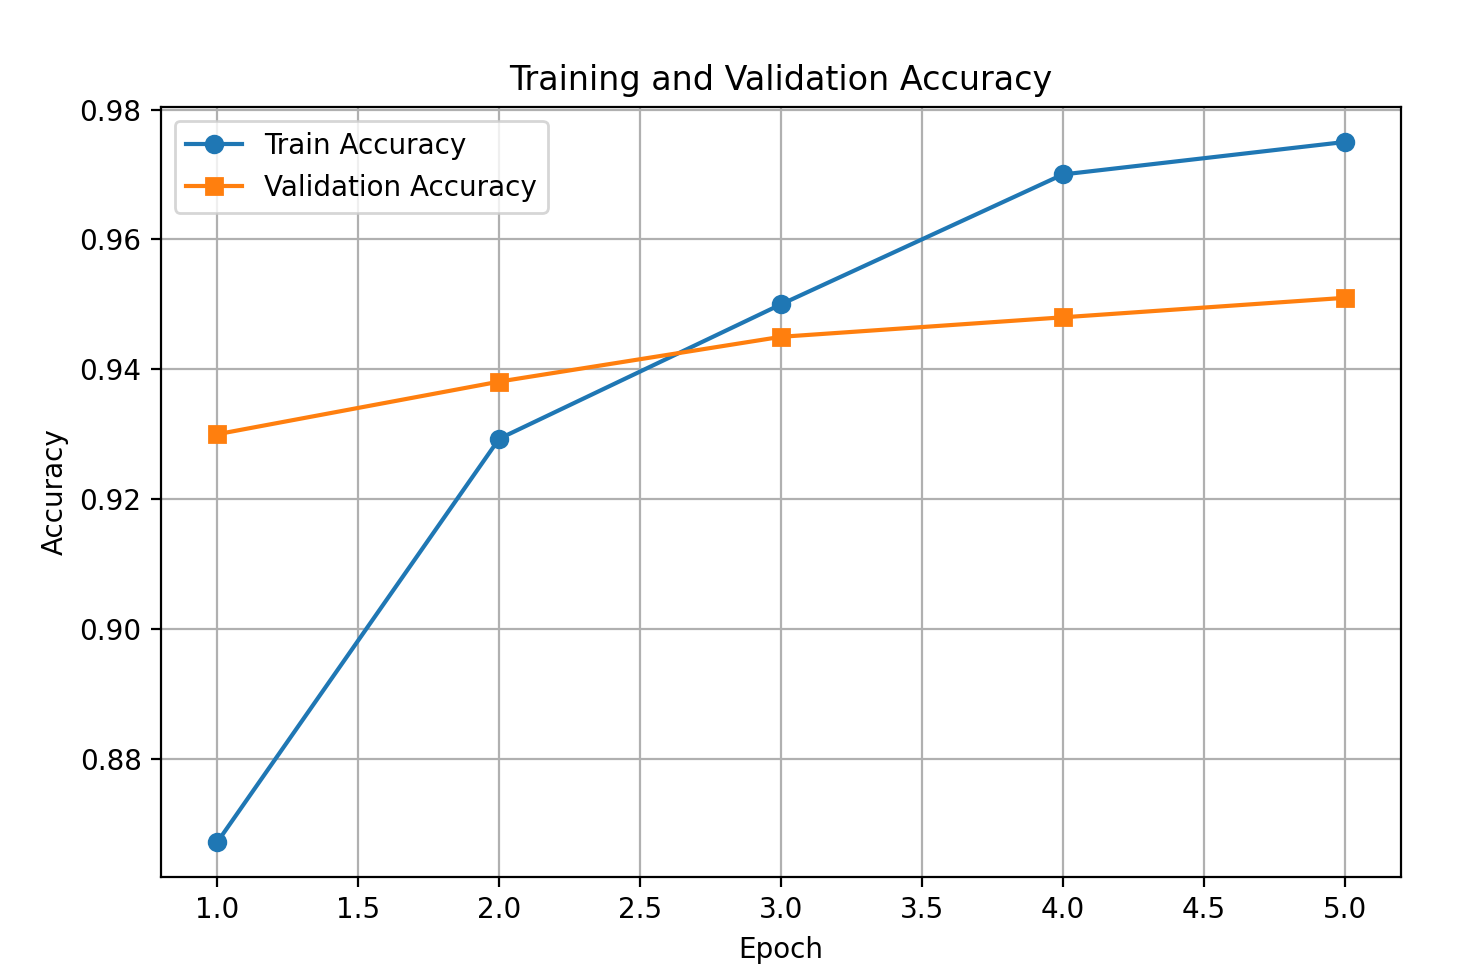 Training and Validation Accuracy
Train Accuracy
Validation Accuracy
0.98
0.96
0.94
0.92
0.90
0.88
Accuracy
1.0 1.5 2.0 2.5 3.0 3.5 4.0 4.5 5.0
Epoch